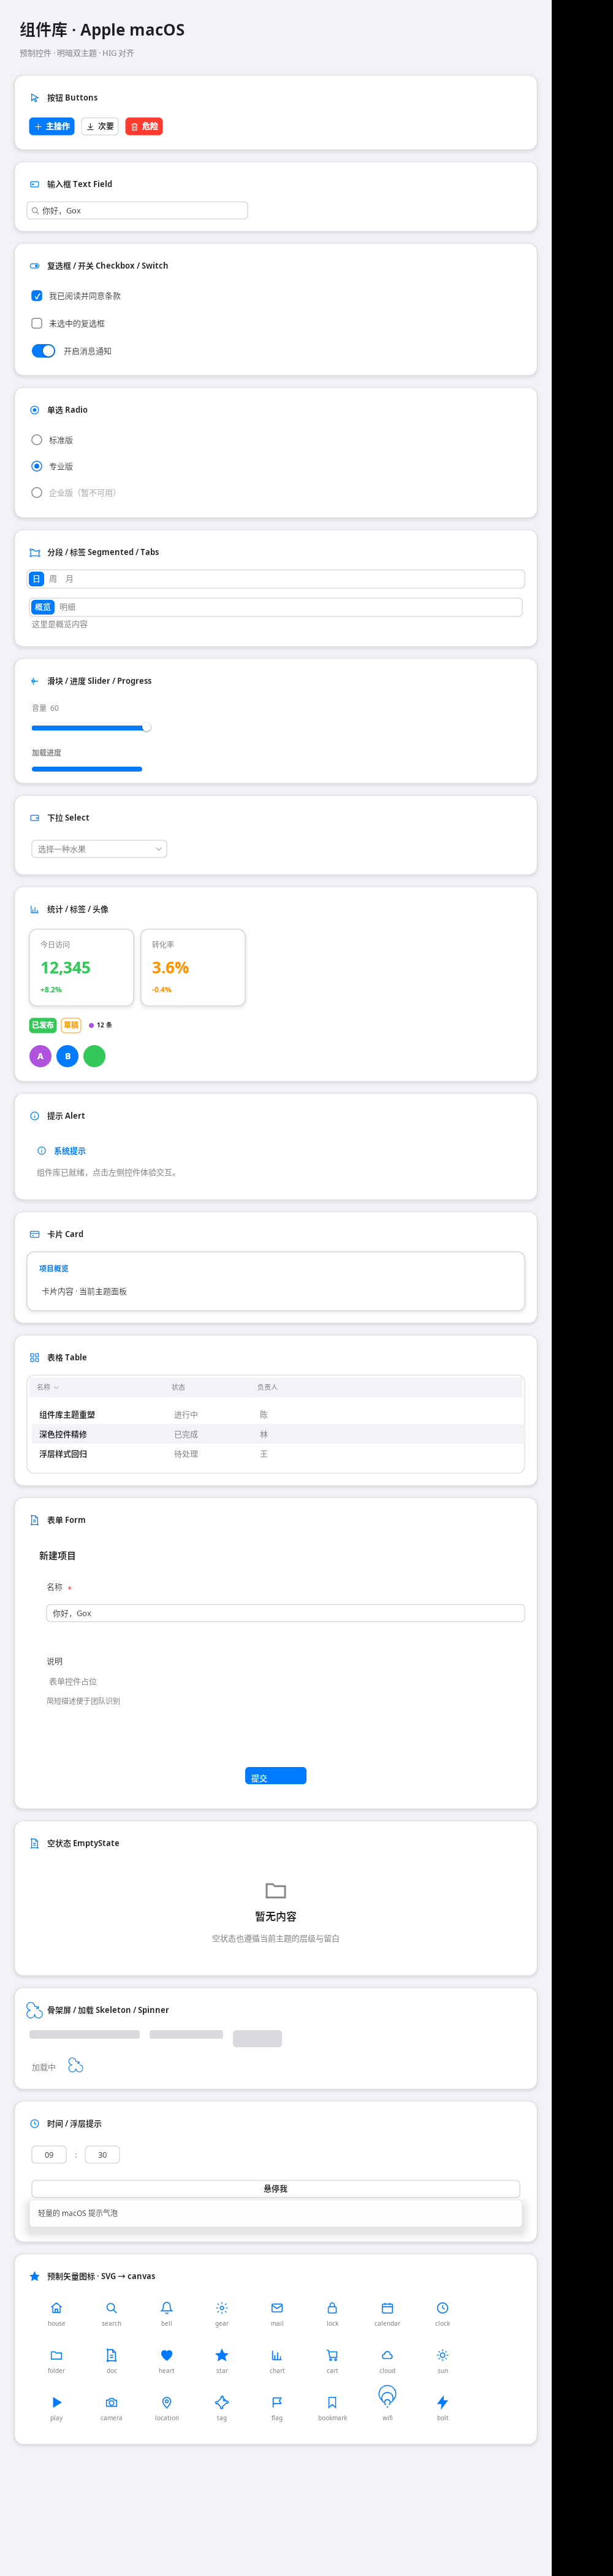 组件库 · Apple macOS
预制控件 · 明暗双主题 · HIG 对齐
按钮 Buttons
主操作 次要 危险
输入框 Text Field
你好，Gox
复选框 / 开关 Checkbox / Switch
我已阅读并同意条款
未选中的复选框
开启消息通知
单选 Radio
标准版
专业版
企业版（暂不可用）
分段 / 标签 Segmented / Tabs
日 周 月
概览 明细
这里是概览内容
滑块 / 进度 Slider / Progress
音量 60
加载进度
下拉 Select
选择一种水果
统计 / 标签 / 头像
今日访问 转化率
12,345 3.6%
+8.2% -0.4%
已发布 草稿 12 条
A B
提示 Alert
系统提示
组件库已就绪，点击左侧控件体验交互。
卡片 Card
项目概览
卡片内容 · 当前主题面板
表格 Table
名称 状态 负责人
组件库主题重塑 进行中 陈
深色控件精修 已完成 林
浮层样式回归 待处理 王
表单 Form
新建项目
名称 *
你好，Gox
说明
表单控件占位
简短描述便于团队识别
提交
空状态 EmptyState
暂无内容
空状态也遵循当前主题的层级与留白
骨架屏 / 加载 Skeleton / Spinner
加载中
时间 / 浮层提示
09 : 30
悬停我
轻量的 macOS 提示气泡
预制矢量图标 · SVG → canvas
house search bell gear mail lock calendar clock
folder doc heart star chart cart cloud sun
play camera location tag flag bookmark wifi bolt